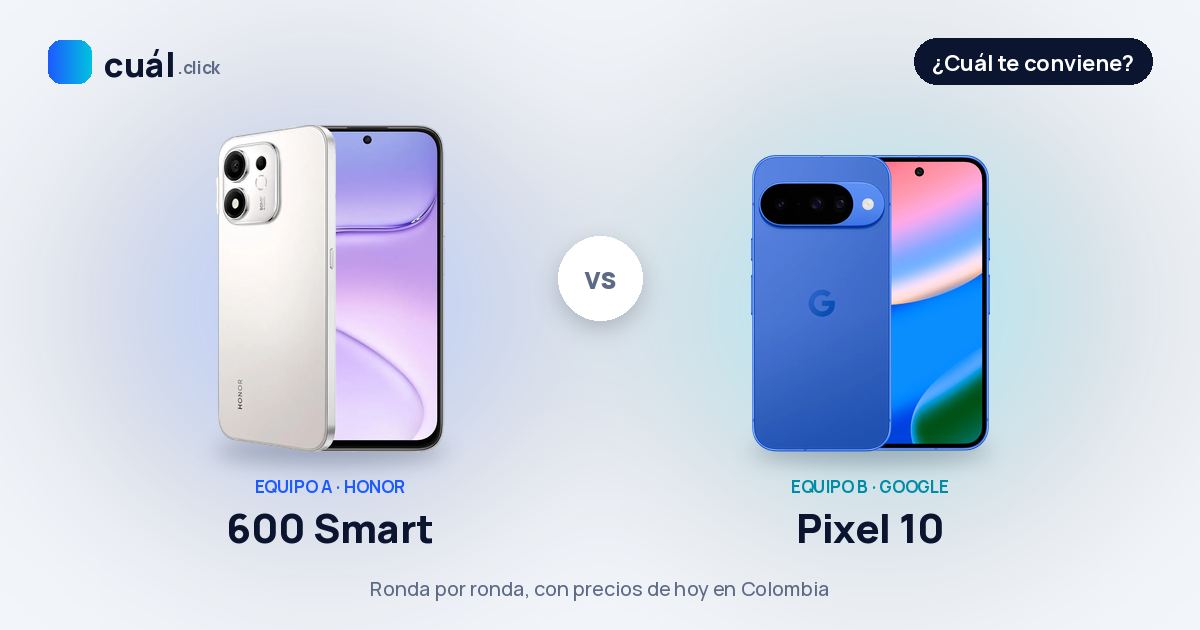 cuál.click
¿Cuál te conviene?
HONOR
G
vs
EQUIPO A · HONOR
600 Smart
EQUIPO B · GOOGLE
Pixel 10
Ronda por ronda, con precios de hoy en Colombia